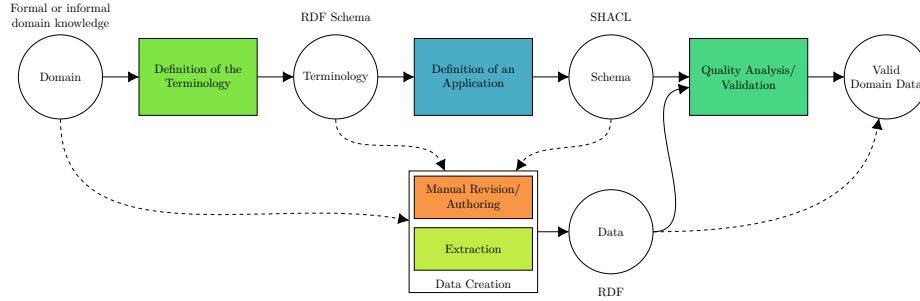 Formal or informal
domain knowledge
RDF Schema
SHACL
Domain
Definition of the
Terminology
Terminology
Definition of an
Application
Schema
Quality Analysis/
Validation
Valid
Domain Data
Manual Revision/
Authoring
Extraction
Data Creation
Data
RDF